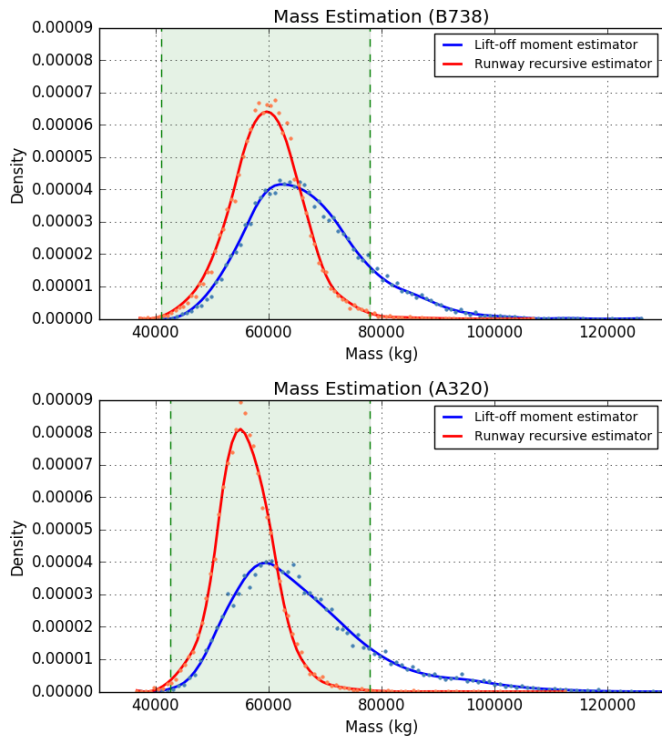 Mass Estimation (B738)
0.00009
0.00008
0.00007
0.00006
0.00005
0.00004
0.00003
0.00002
0.00001
0.00000
Density
Lift-off moment estimator
Runway recursive estimator
40000 60000 80000 100000 120000
Mass (kg)
Mass Estimation (A320)
0.00009
0.00008
0.00007
0.00006
0.00005
0.00004
0.00003
0.00002
0.00001
0.00000
Density
Lift-off moment estimator
Runway recursive estimator
40000 60000 80000 100000 120000
Mass (kg)